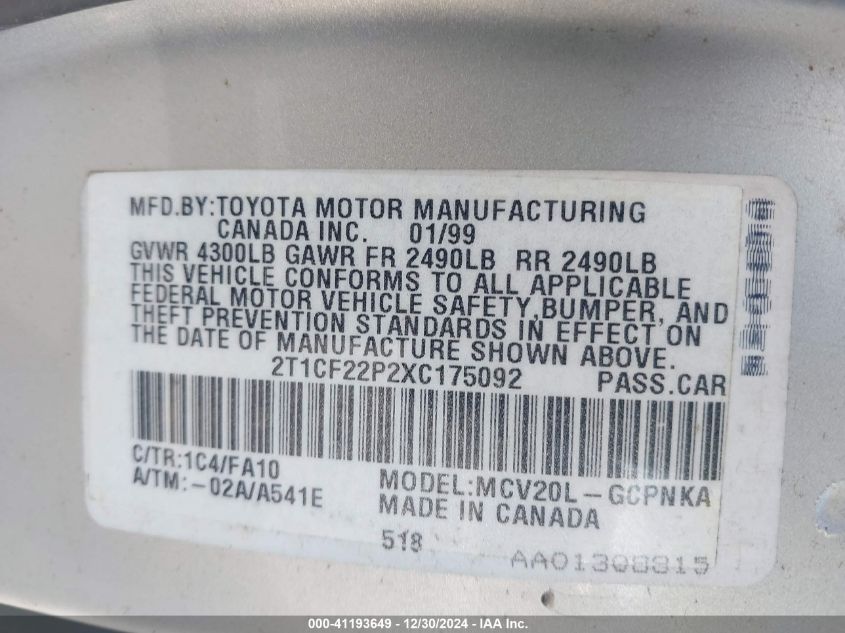 MFD.BY:TOYOTA MOTOR MANUFACTURING
CANADA INC. 01/99
GVWR 4300LB GAWR FR 2490LB RR 2490LB
THIS VEHICLE CONFORMS TO ALL APPLICABLE
FEDERAL MOTOR VEHICLE SAFETY,BUMPER, AND
THEFT PREVENTION STANDARDS IN EFFECT ON
THE DATE OF MANUFACTURE SHOWN ABOVE.
2T1CF22P2XC175092 PASS.CAR
C/TR:1C4/FA10
A/TM:-02A/A541E
MODEL:MCV20L-GCPNKA
MADE IN CANADA
518
AA01308815
000-41193649 - 12/30/2024 - IAA Inc.